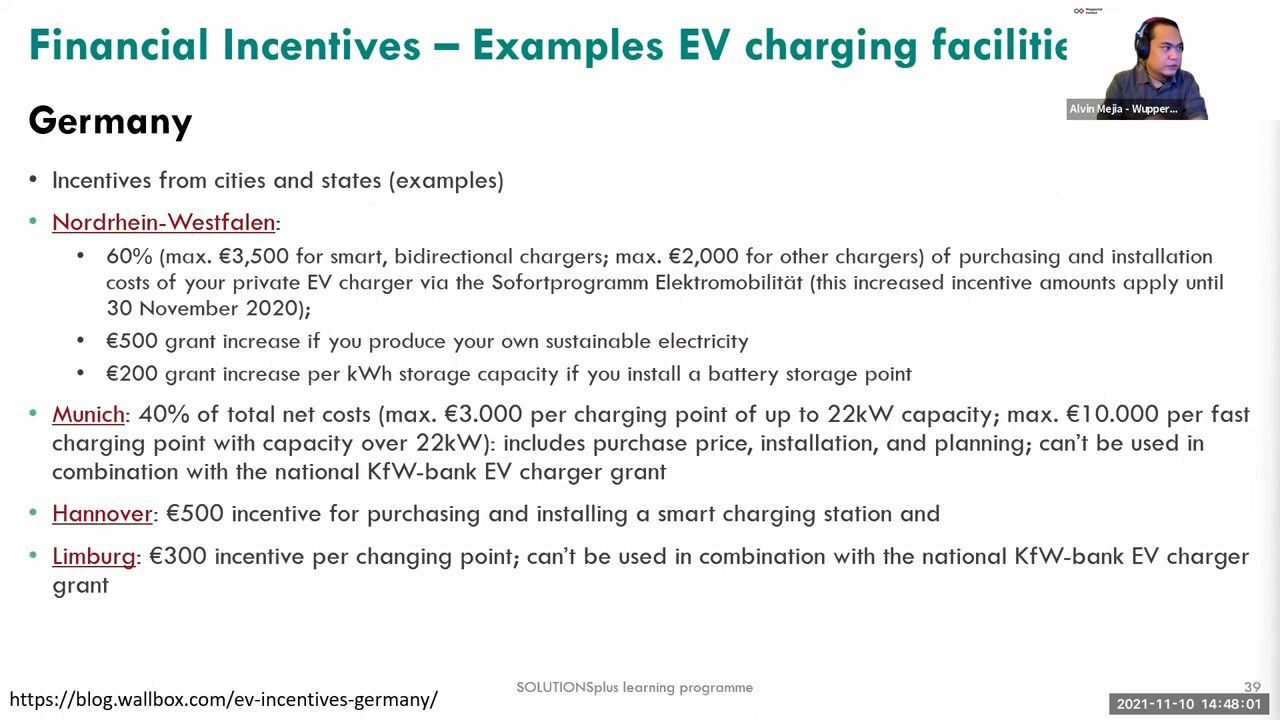 Financial Incentives – Examples EV charging facilitie
Wuppertal
Institut
Alvin Mejia - Wupper...
Germany
• Incentives from cities and states (examples)
• Nordrhein-Westfalen:
• 60% (max. €3,500 for smart, bidirectional chargers; max. €2,000 for other chargers) of purchasing and installation
costs of your private EV charger via the Sofortprogramm Elektromobilität (this increased incentive amounts apply until
30 November 2020);
• €500 grant increase if you produce your own sustainable electricity
• €200 grant increase per kWh storage capacity if you install a battery storage point
• Munich: 40% of total net costs (max. €3.000 per charging point of up to 22kW capacity; max. €10.000 per fast
charging point with capacity over 22kW): includes purchase price, installation, and planning; can't be used in
combination with the national KfW-bank EV charger grant
• Hannover: €500 incentive for purchasing and installing a smart charging station and
• Limburg: €300 incentive per changing point; can't be used in combination with the national KfW-bank EV charger
grant
https://blog.wallbox.com/ev-incentives-germany/
SOLUTIONSplus learning programme
39
2021-11-10 14:48:01